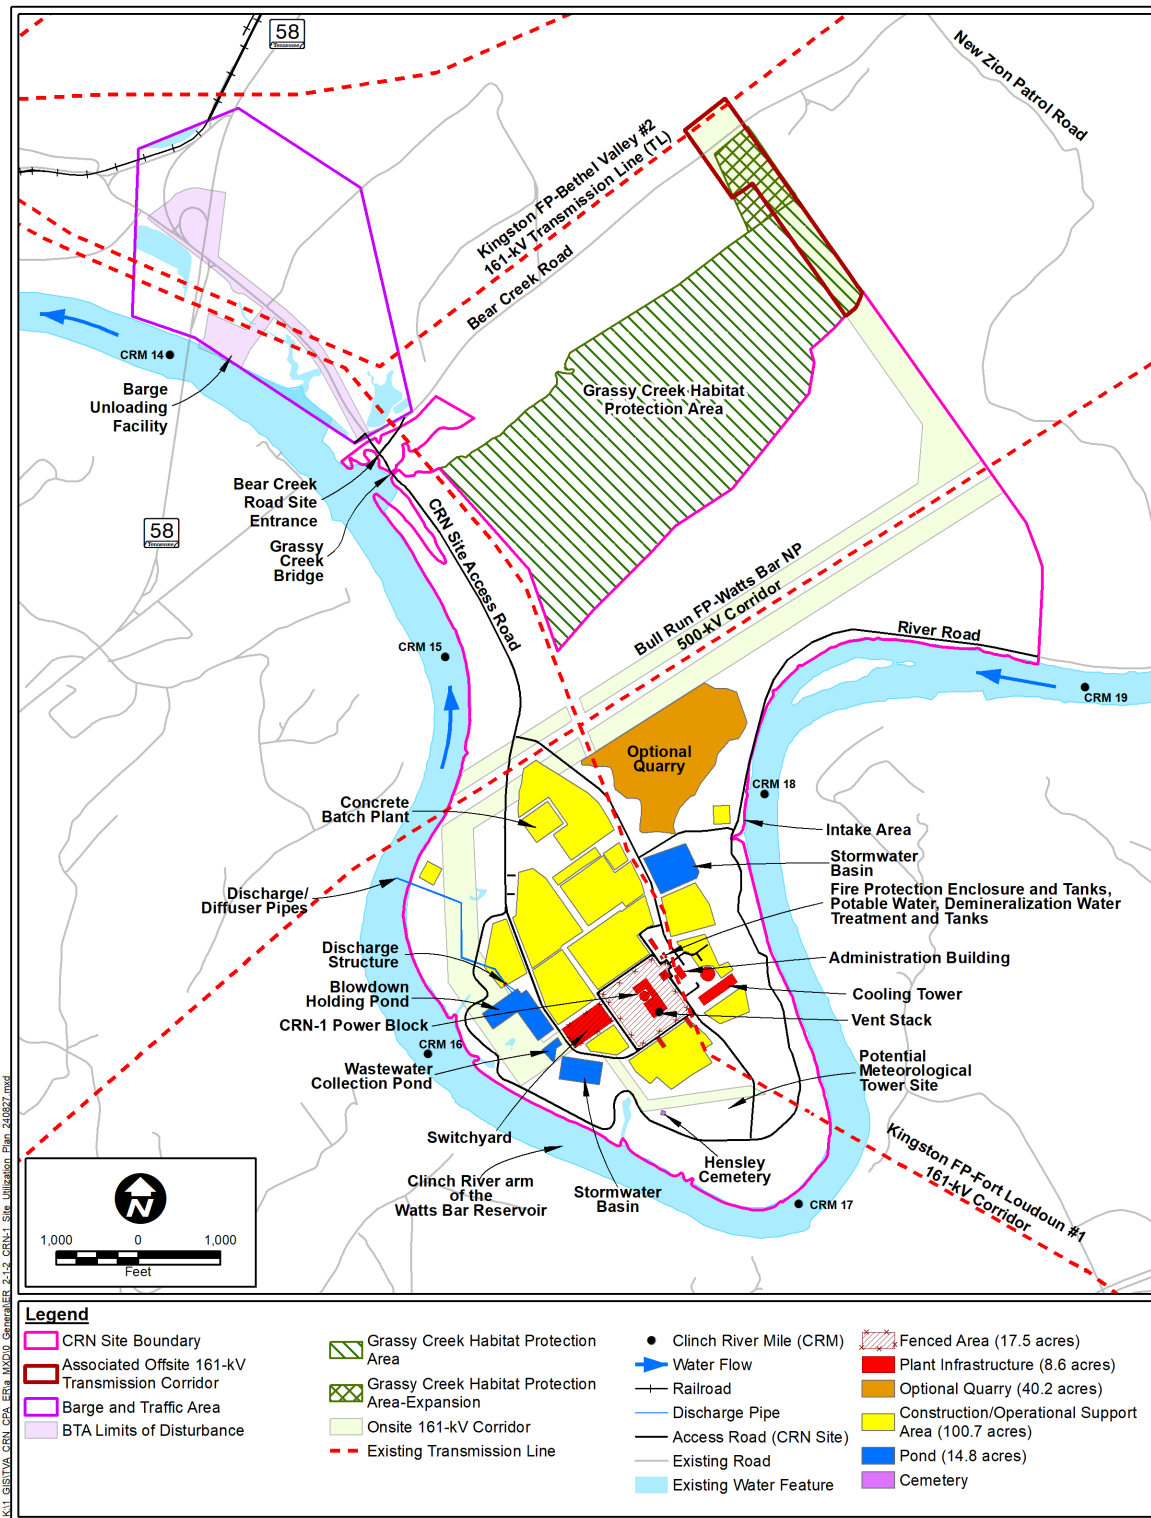 58
Tennessee
New Zion Patrol Road
Kingston FP-Bethel Valley #2
161-kV Transmission Line (TL)
Bear Creek Road
CRM 14
Barge
Unloading
Facility
Grassy Creek Habitat
Protection Area
Bear Creek
Road Site
Entrance
58
Tennessee
Grassy
Creek
Bridge
CRN Site Access Road
Bull Run FP-Watts Bar NP
500-kV Corridor
River Road
CRM 15
CRM 19
Optional
Quarry
CRM 18
Concrete
Batch Plant
Intake Area
Stormwater
Basin
Discharge/
Diffuser Pipes
Fire Protection Enclosure and Tanks,
Potable Water, Demineralization Water
Treatment and Tanks
Discharge
Structure
Administration Building
Blowdown
Holding Pond
Cooling Tower
CRN-1 Power Block
Vent Stack
CRM 16
Wastewater
Collection Pond
Potential
Meteorological
Tower Site
Switchyard
Hensley
Cemetery
Clinch River arm
of the
Watts Bar Reservoir
Stormwater
Basin
CRM 17
Kingston FP-Fort Loudoun #1
161-kV Corridor
N
1,000 0 1,000
Feet
K:\1_GIS\TVA_CRN_CPA_ER\a_MXD\0_General\ER_2-1-2_CRN-1_Site_Utilization_Plan_240827.mxd
Legend
CRN Site Boundary
Associated Offsite 161-kV
Transmission Corridor
Barge and Traffic Area
BTA Limits of Disturbance
Grassy Creek Habitat Protection
Area
Grassy Creek Habitat Protection
Area-Expansion
Onsite 161-kV Corridor
Existing Transmission Line
Clinch River Mile (CRM)
Water Flow
Railroad
Discharge Pipe
Access Road (CRN Site)
Existing Road
Existing Water Feature
Fenced Area (17.5 acres)
Plant Infrastructure (8.6 acres)
Optional Quarry (40.2 acres)
Construction/Operational Support
Area (100.7 acres)
Pond (14.8 acres)
Cemetery